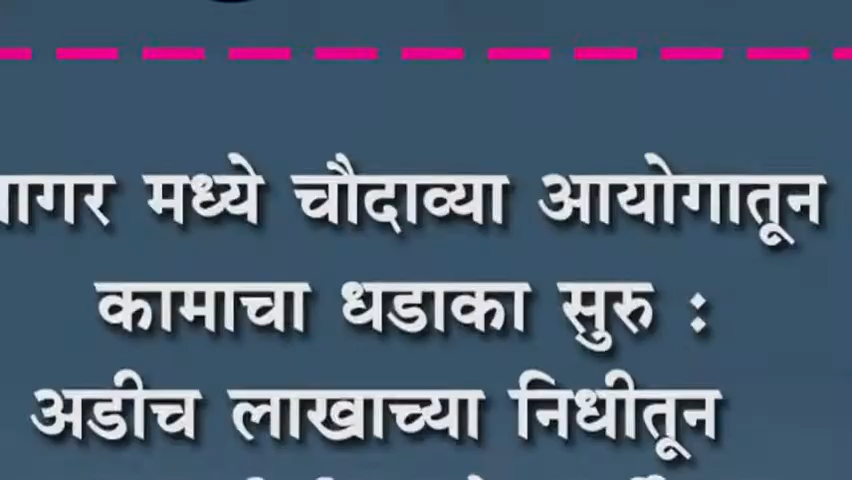 मध्ये चौदाव्या आयोगातून
कामाचा धडाका सुरु :
अडीच लाखाच्या निधीतून